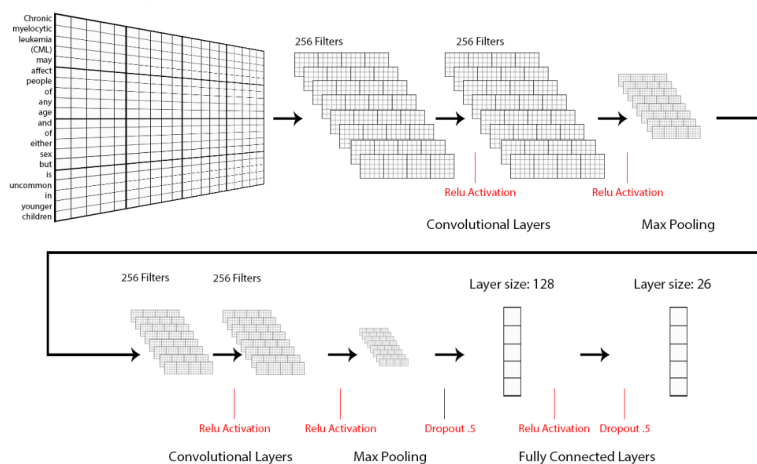 Chronic
myelocytic
leukemia
(CML)
may
affect
people
of
any
age
and
of
either
sex
but
is
uncommon
in
younger
children
256 Filters
256 Filters
Relu Activation
Relu Activation
Convolutional Layers
Max Pooling
256 Filters
256 Filters
Layer size: 128
Layer size: 26
Relu Activation
Relu Activation
Dropout .5
Relu Activation
Dropout .5
Convolutional Layers
Max Pooling
Fully Connected Layers